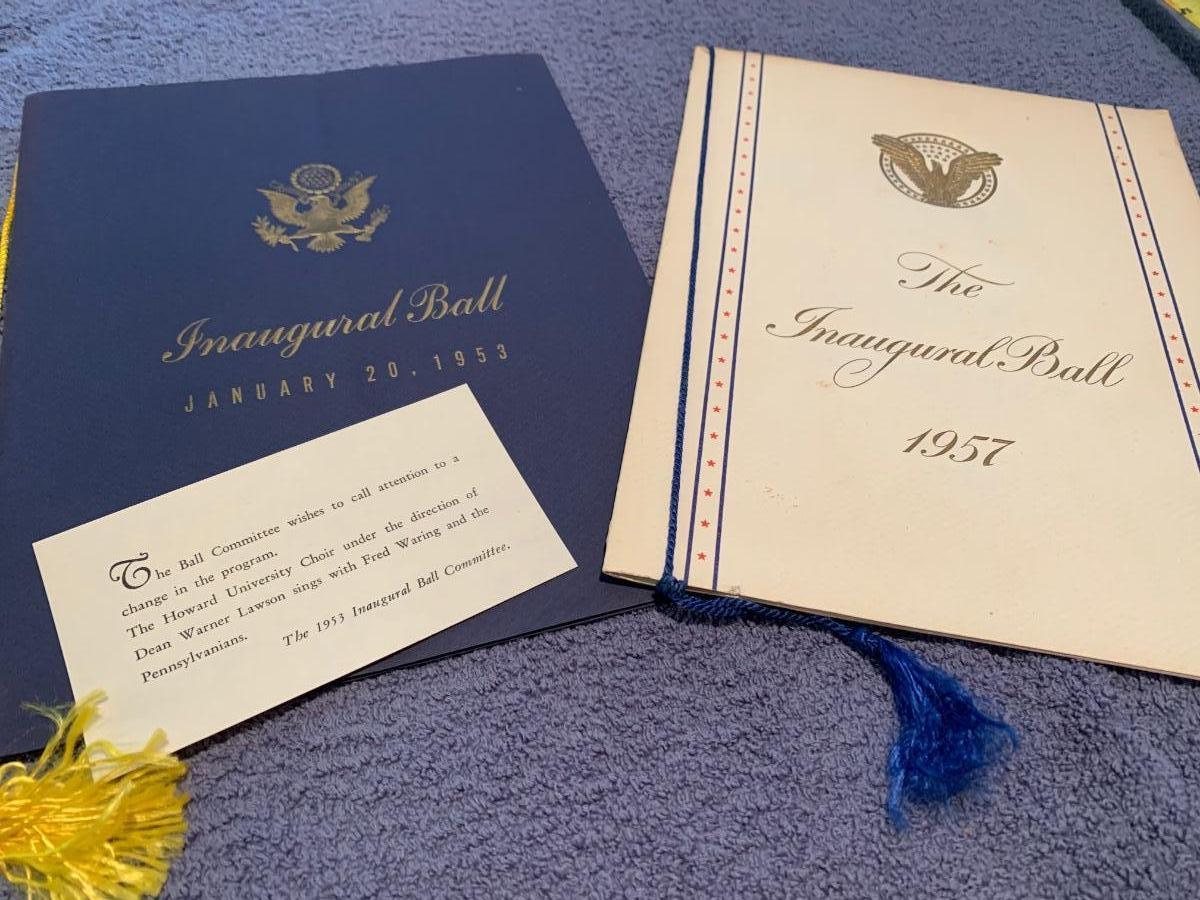 Inaugural Ball
JANUARY 20, 1953
The Ball Committee wishes to call attention to a
change in the program.
The Howard University Choir under the direction of
Dean Warner Lawson sings with Fred Waring and the
Pennsylvanians.
The 1953 Inaugural Ball Committee.
The
Inaugural Ball
1957